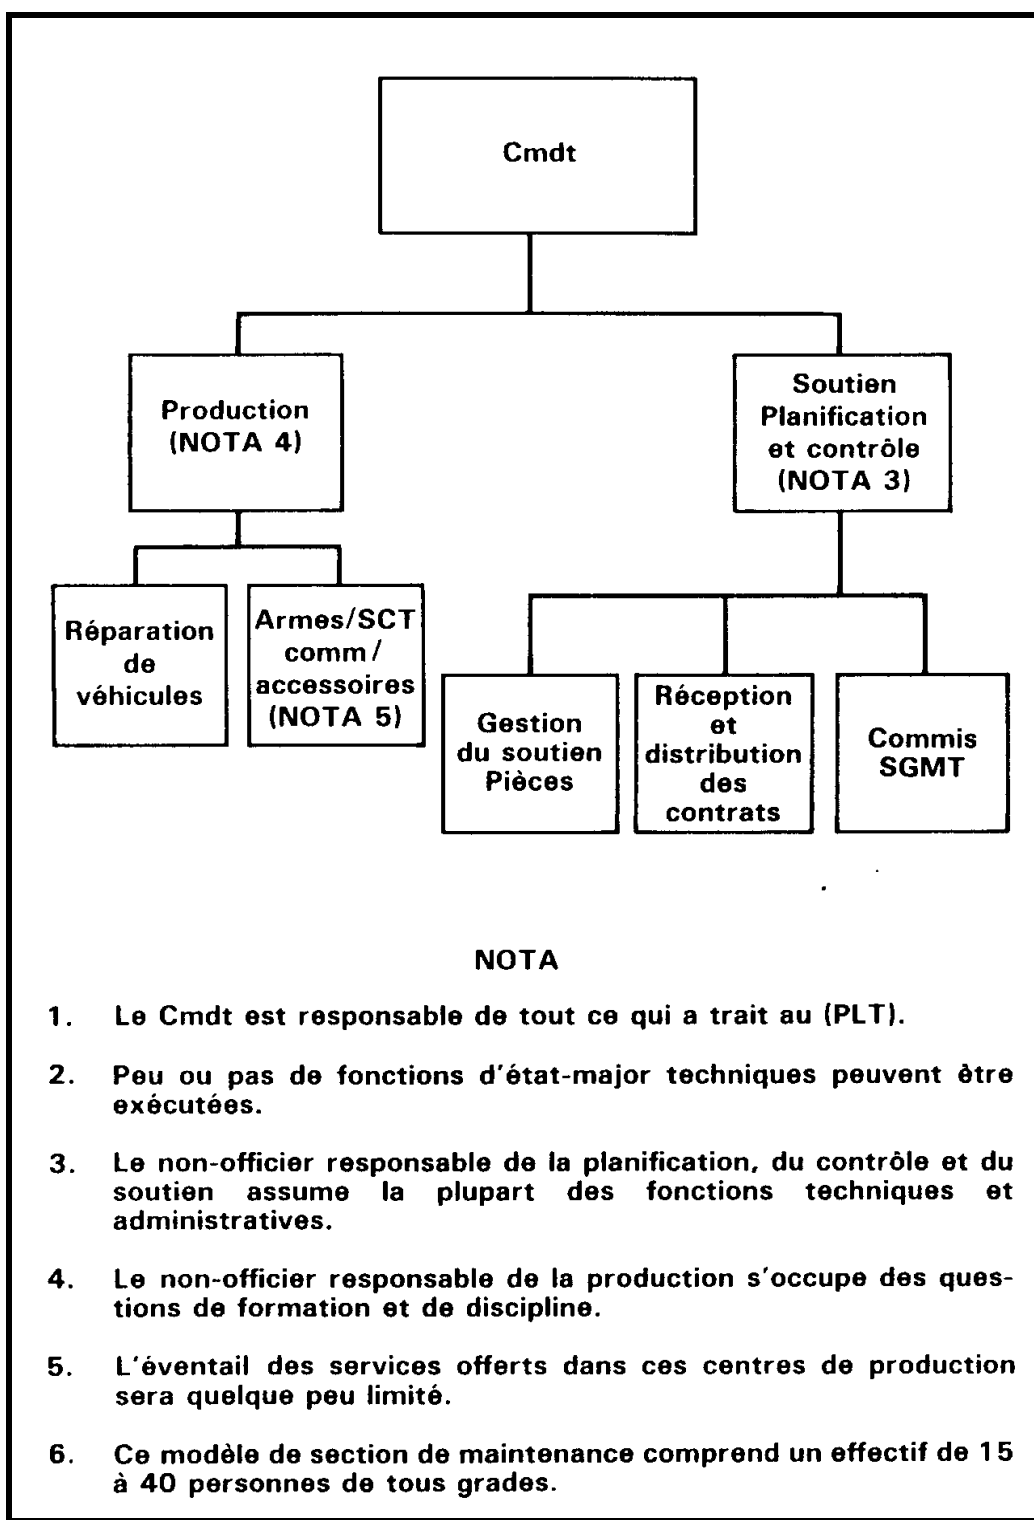 Cmdt
Production
(NOTA 4)
Soutien
Planification
et contrôle
(NOTA 3)
Réparation
de
véhicules
Armes/SCT
comm/
accessoires
(NOTA 5)
Gestion
du soutien
Pièces
Réception
et
distribution
des
contrats
Commis
SGMT
NOTA
1. Le Cmdt est responsable de tout ce qui a trait au (PLT).
2. Peu ou pas de fonctions d'état-major techniques peuvent être
exécutées.
3. Le non-officier responsable de la planification, du contrôle et du
soutien assume la plupart des fonctions techniques et
administratives.
4. Le non-officier responsable de la production s'occupe des ques-
tions de formation et de discipline.
5. L'éventail des services offerts dans ces centres de production
sera quelque peu limité.
6. Ce modèle de section de maintenance comprend un effectif de 15
à 40 personnes de tous grades.